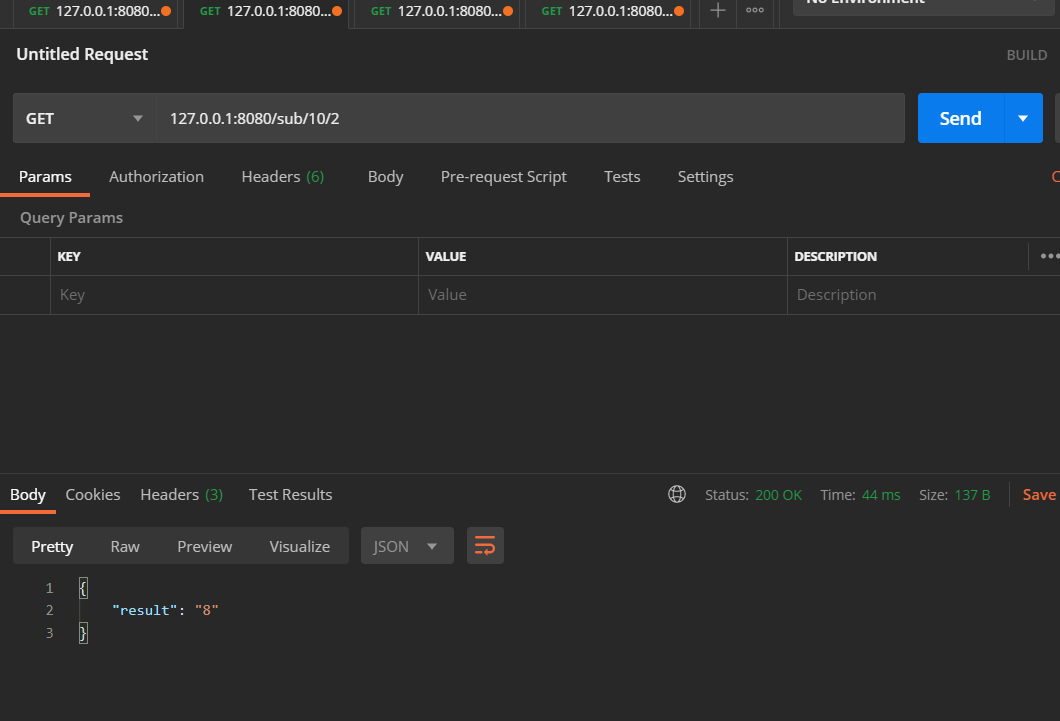 GET 127.0.0.1:8080... GET 127.0.0.1:8080... GET 127.0.0.1:8080... GET 127.0.0.1:8080... No Environment
Untitled Request BUILD
GET 127.0.0.1:8080/sub/10/2 Send
Params Authorization Headers (6) Body Pre-request Script Tests Settings
Query Params
KEY VALUE DESCRIPTION
Key Value Description
Body Cookies Headers (3) Test Results Status: 200 OK Time: 44 ms Size: 137 B Save
Pretty Raw Preview Visualize JSON
1 {
2 "result": "8"
3 }